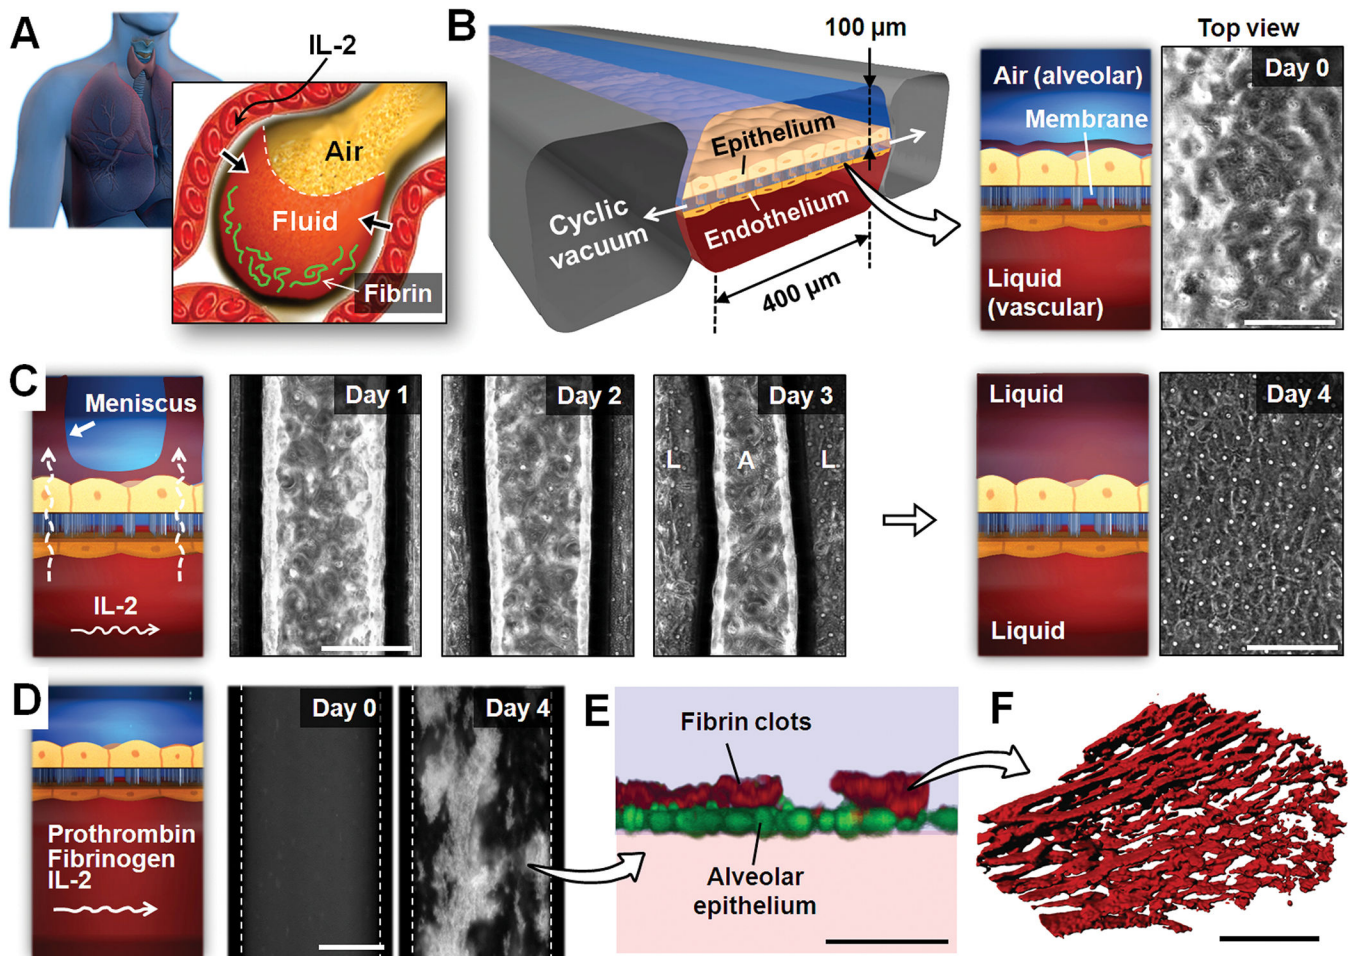 A
IL-2
Air
Fluid
Fibrin
B
100 µm
Epithelium
Endothelium
Cyclic
vacuum
400 µm
Top view
Air (alveolar)
Membrane
Liquid
(vascular)
Day 0
C
Meniscus
IL-2
Day 1
Day 2
Day 3
L
A
L
Liquid
Liquid
Day 4
D
Prothrombin
Fibrinogen
IL-2
Day 0
Day 4
E
Fibrin clots
Alveolar
epithelium
F